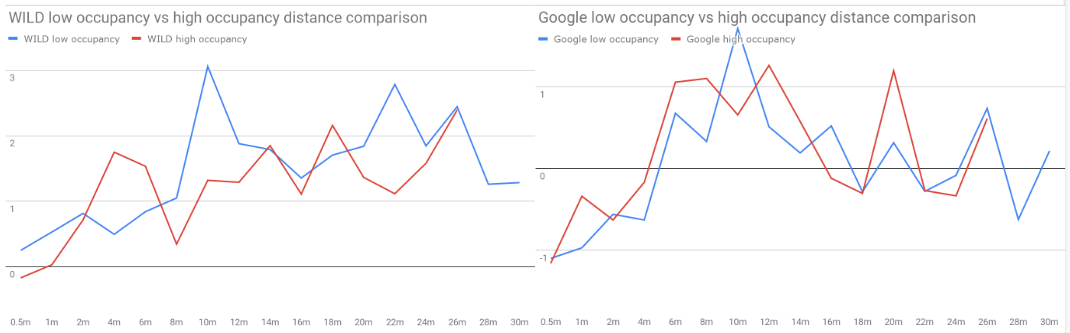 WILD low occupancy vs high occupancy distance comparison
WILD low occupancy WILD high occupancy
3
2
1
0
0.5m 1m 2m 4m 6m 8m 10m 12m 14m 16m 18m 20m 22m 24m 26m 28m 30m
Google low occupancy vs high occupancy distance comparison
Google low occupancy Google high occupancy
1
0
-1
0.5m 1m 2m 4m 6m 8m 10m 12m 14m 16m 18m 20m 22m 24m 26m 28m 30m